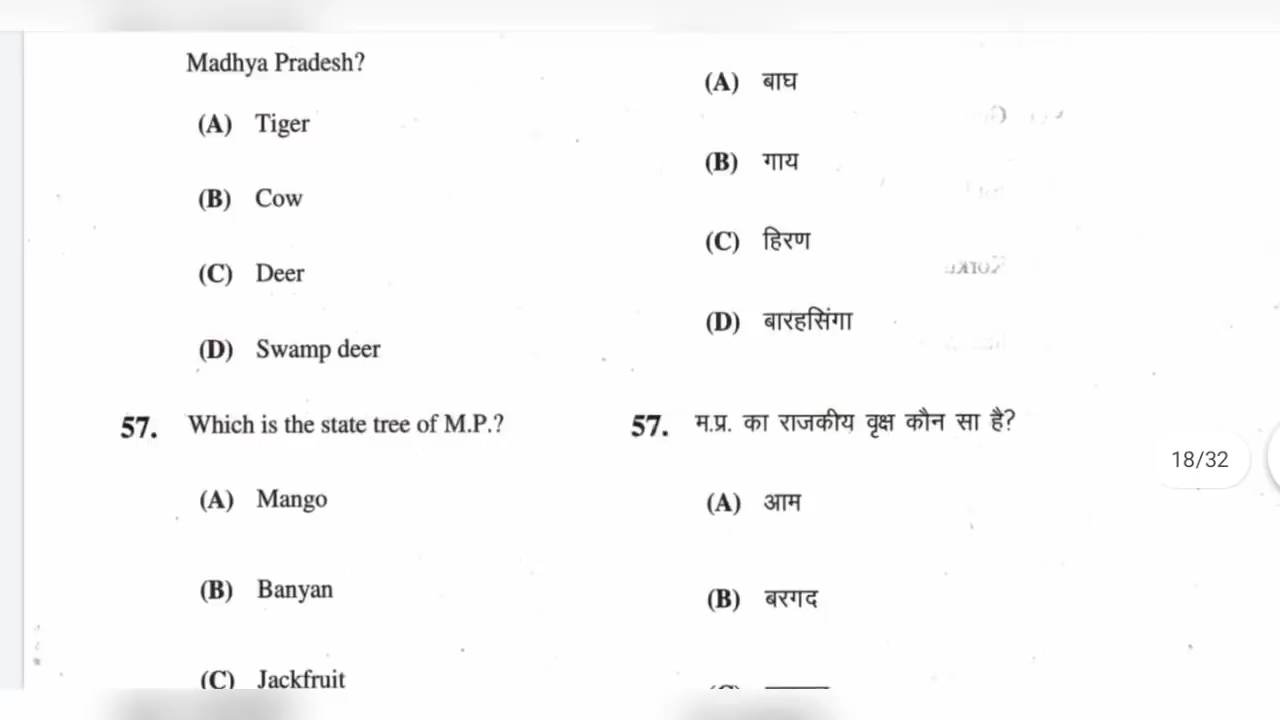 Madhya Pradesh?
(A) Tiger
(B) Cow
(C) Deer
(D) Swamp deer
57. Which is the state tree of M.P.?
(A) Mango
(B) Banyan
(C) Jackfruit
(A) बाघ
(B) गाय
(C) हिरण
(D) बारहसिंगा
57. म.प्र. का राजकीय वृक्ष कौन सा है?
(A) आम
(B) बरगद
18/32